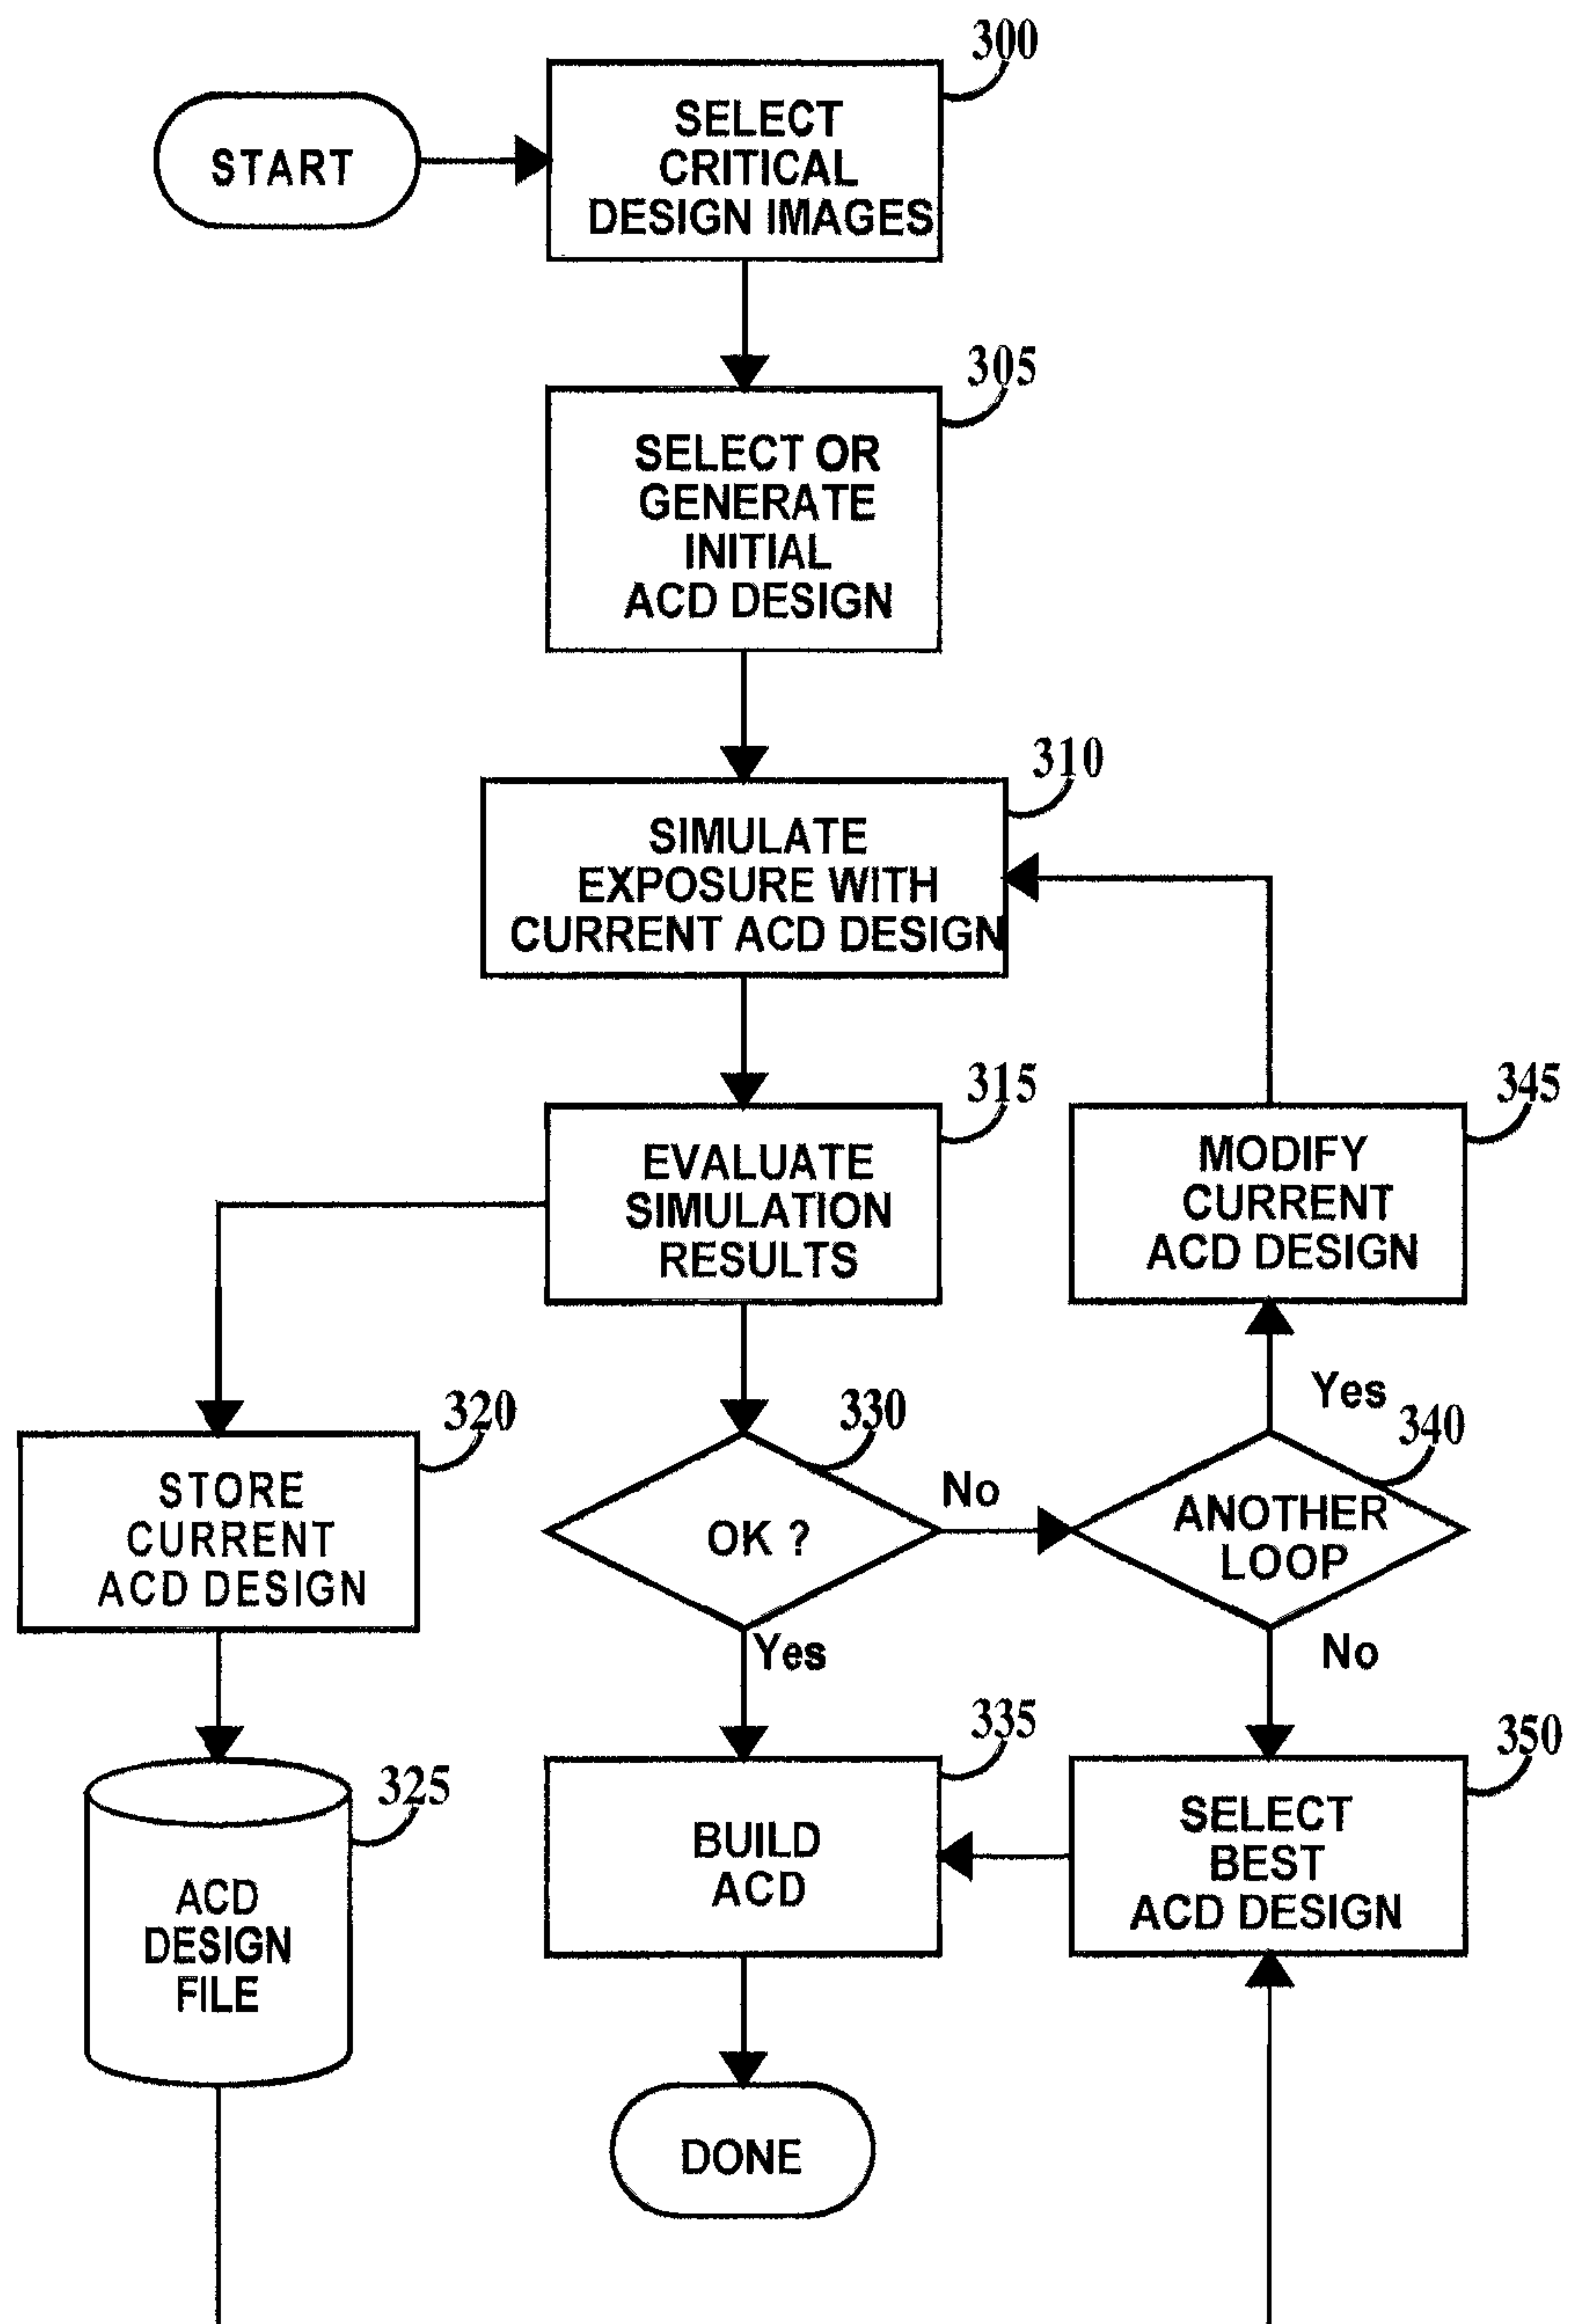 300
START
SELECT
CRITICAL
DESIGN IMAGES
305
SELECT OR
GENERATE
INITIAL
ACD DESIGN
310
SIMULATE
EXPOSURE WITH
CURRENT ACD DESIGN
315
EVALUATE
SIMULATION
RESULTS
345
MODIFY
CURRENT
ACD DESIGN
320
STORE
CURRENT
ACD DESIGN
330
OK ?
No
Yes
Yes
340
ANOTHER
LOOP
No
325
ACD
DESIGN
FILE
335
BUILD
ACD
350
SELECT
BEST
ACD DESIGN
DONE